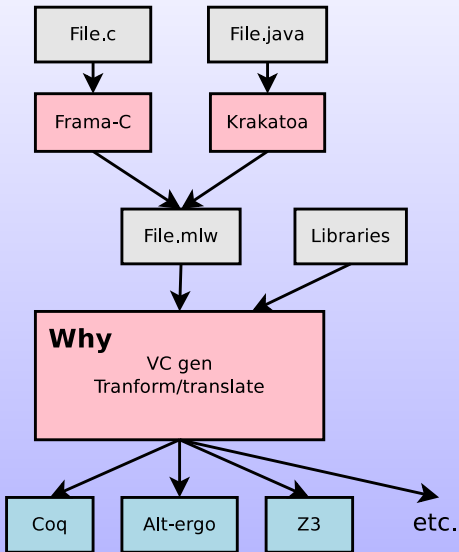 File.c
File.java
Frama-C
Krakatoa
File.mlw
Libraries
Why
VC gen
Tranform/translate
Coq
Alt-ergo
Z3
etc.